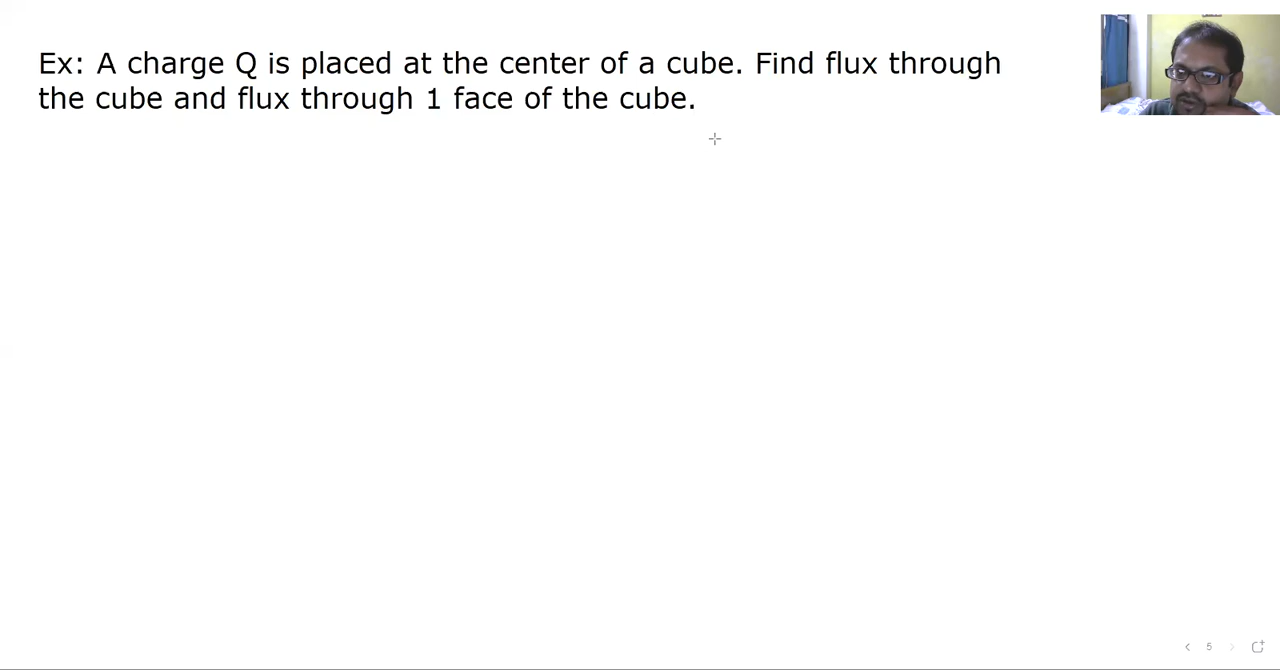 Ex: A charge Q is placed at the center of a cube. Find flux through
the cube and flux through 1 face of the cube.
5